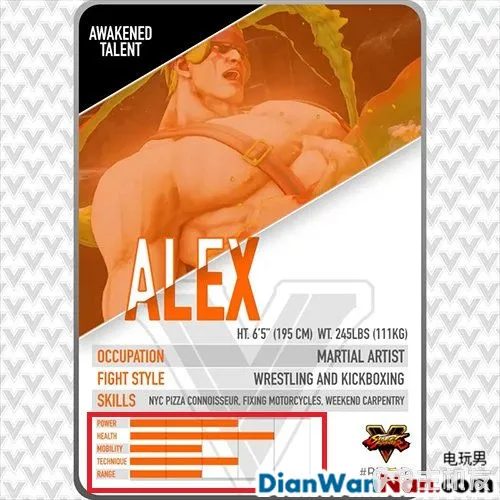 AWAKENED
TALENT
ALEX
HT. 6'5" (195 CM) WT. 245LBS (111KG)
OCCUPATION MARTIAL ARTIST
FIGHT STYLE WRESTLING AND KICKBOXING
SKILLS NYC PIZZA CONNOISSEUR, FIXING MOTORCYCLES, WEEKEND CARPENTRY
POWER
HEALTH
MOBILITY
TECHNIQUE
RANGE
STREET
V
电玩男
DianWanNan.com